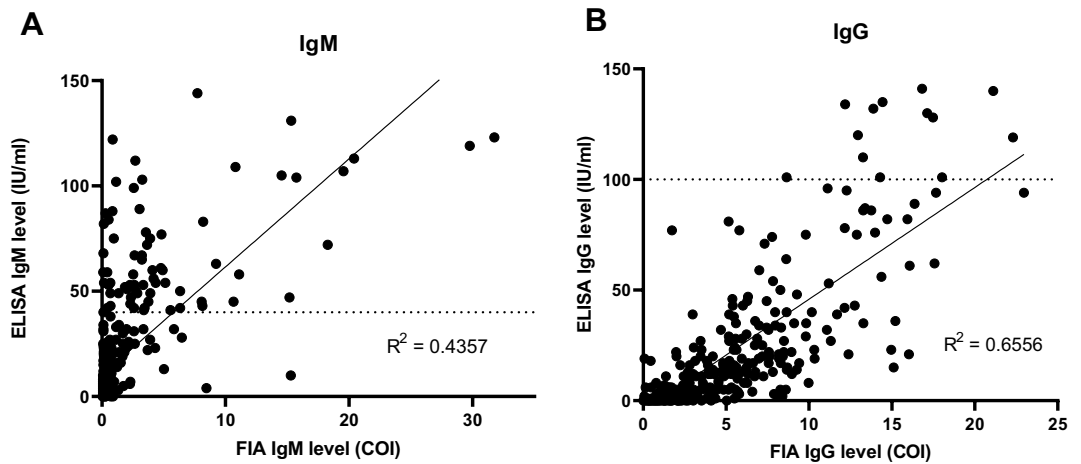 A
IgM
ELISA IgM level (IU/ml)
150
100
50
0
R² = 0.4357
0
10
20
30
FIA IgM level (COI)
B
IgG
ELISA IgG level (IU/ml)
150
100
50
0
R² = 0.6556
0
5
10
15
20
25
FIA IgG level (COI)